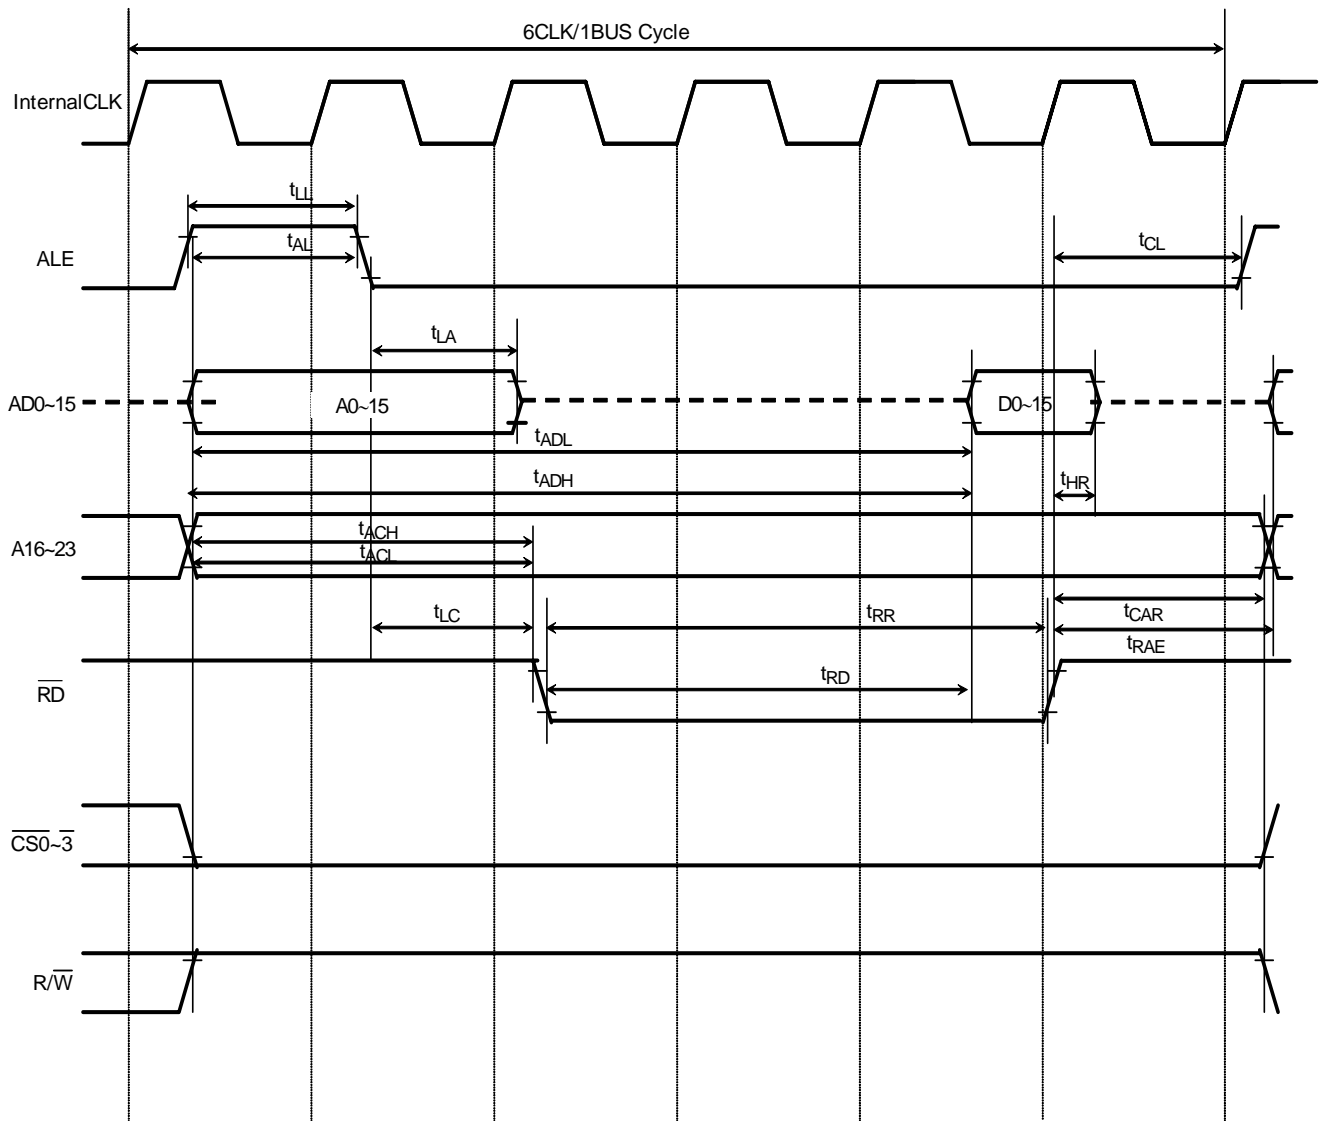 6CLK/1BUS Cycle
InternalCLK
tLL
tAL
tCL
ALE
tLA
AD0~15
A0~15
D0~15
tADL
tADH
tHR
tACH
A16~23
tACL
tLC
tRR
tCAR
tRAE
RD
tRD
CS0~3
R/W